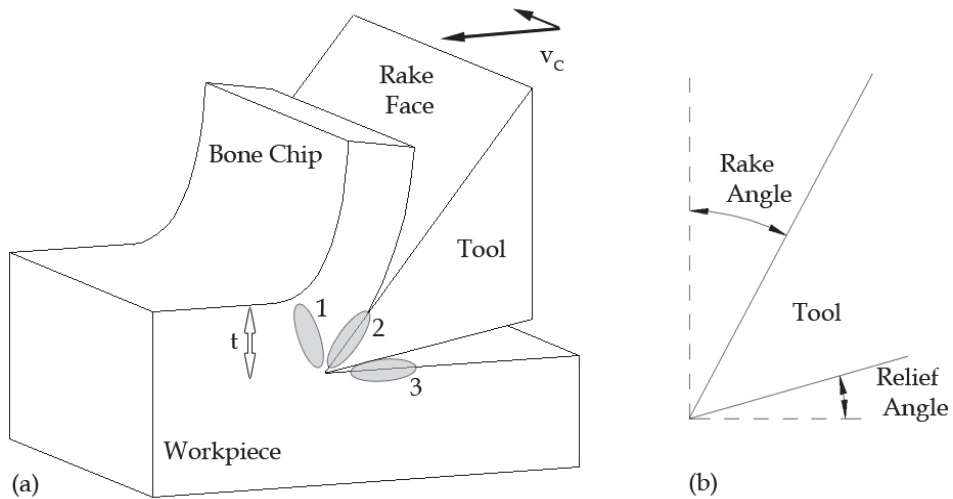 v_c
Rake
Face
Bone Chip
Tool
1
2
t
3
Workpiece
(a)
Rake
Angle
Tool
Relief
Angle
(b)